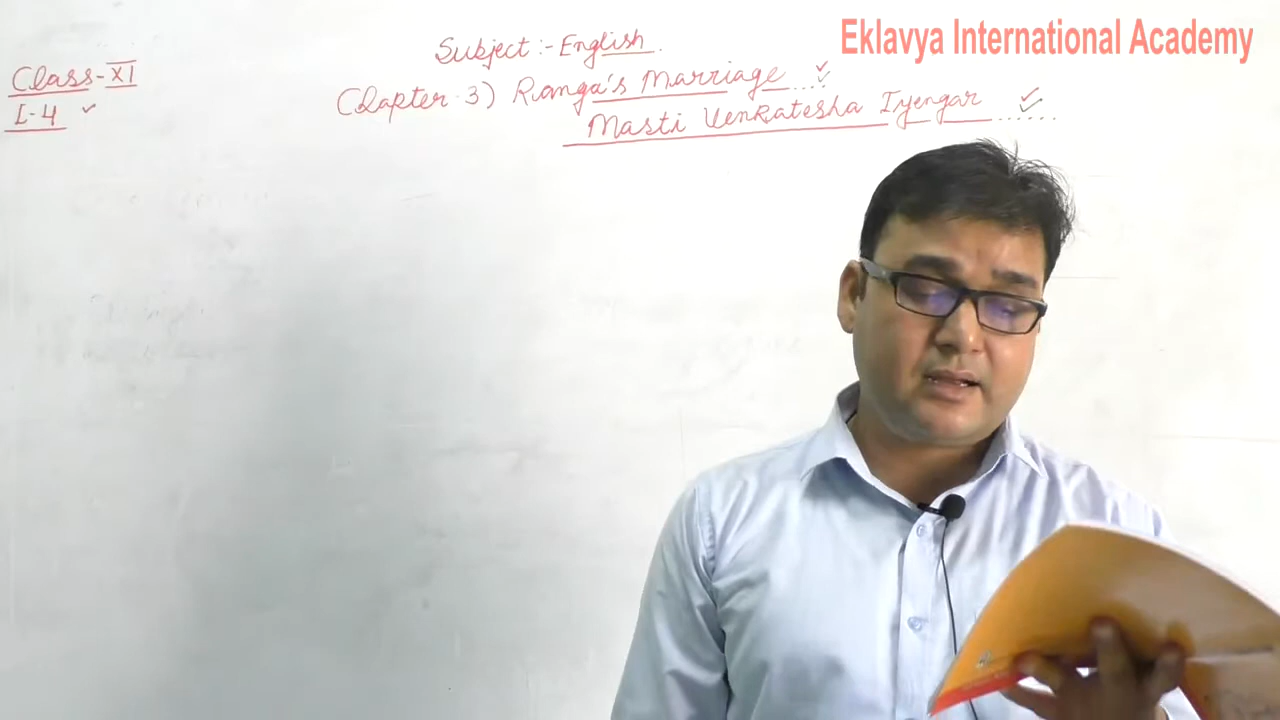 Eklavya International Academy
Subject :- English.
Class - XI
Chapter 3) Ranga's Marriage
I-4
Masti Venkatesha Iyengar